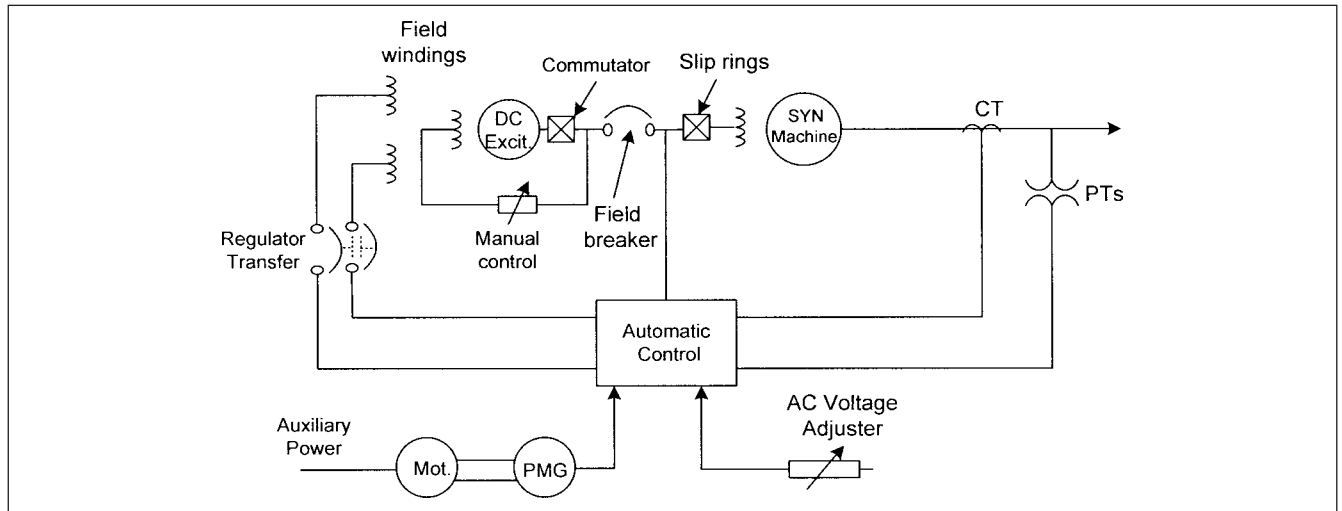 Field
windings
Commutator
Slip rings
DC
Excit.
SYN
Machine
CT
PTs
Regulator
Transfer
Manual
control
Field
breaker
Automatic
Control
AC Voltage
Adjuster
Auxiliary
Power
Mot.
PMG